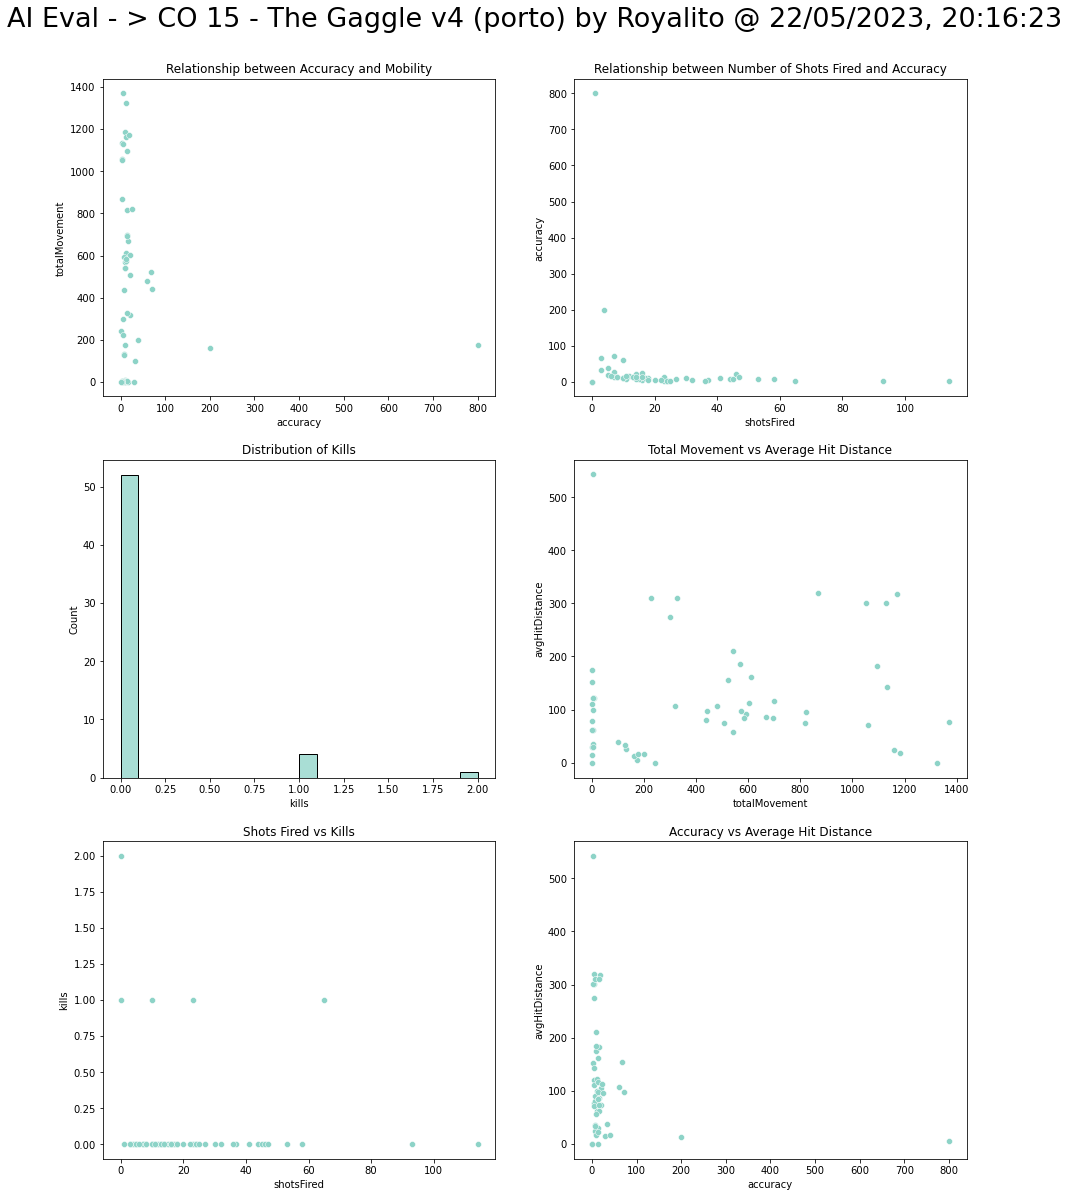 AI Eval - > CO 15 - The Gaggle v4 (porto) by Royalito @ 22/05/2023, 20:16:23
Relationship between Accuracy and Mobility
1400
1200
1000
800
600
400
200
0
totalMovement
0 100 200 300 400 500 600 700 800
accuracy
Relationship between Number of Shots Fired and Accuracy
800
700
600
500
400
300
200
100
0
accuracy
0 20 40 60 80 100
shotsFired
Distribution of Kills
50
40
30
20
10
0
Count
0.00 0.25 0.50 0.75 1.00 1.25 1.50 1.75 2.00
kills
Total Movement vs Average Hit Distance
500
400
300
200
100
0
avgHitDistance
0 200 400 600 800 1000 1200 1400
totalMovement
Shots Fired vs Kills
2.00
1.75
1.50
1.25
1.00
0.75
0.50
0.25
0.00
kills
0 20 40 60 80 100
shotsFired
Accuracy vs Average Hit Distance
500
400
300
200
100
0
avgHitDistance
0 100 200 300 400 500 600 700 800
accuracy